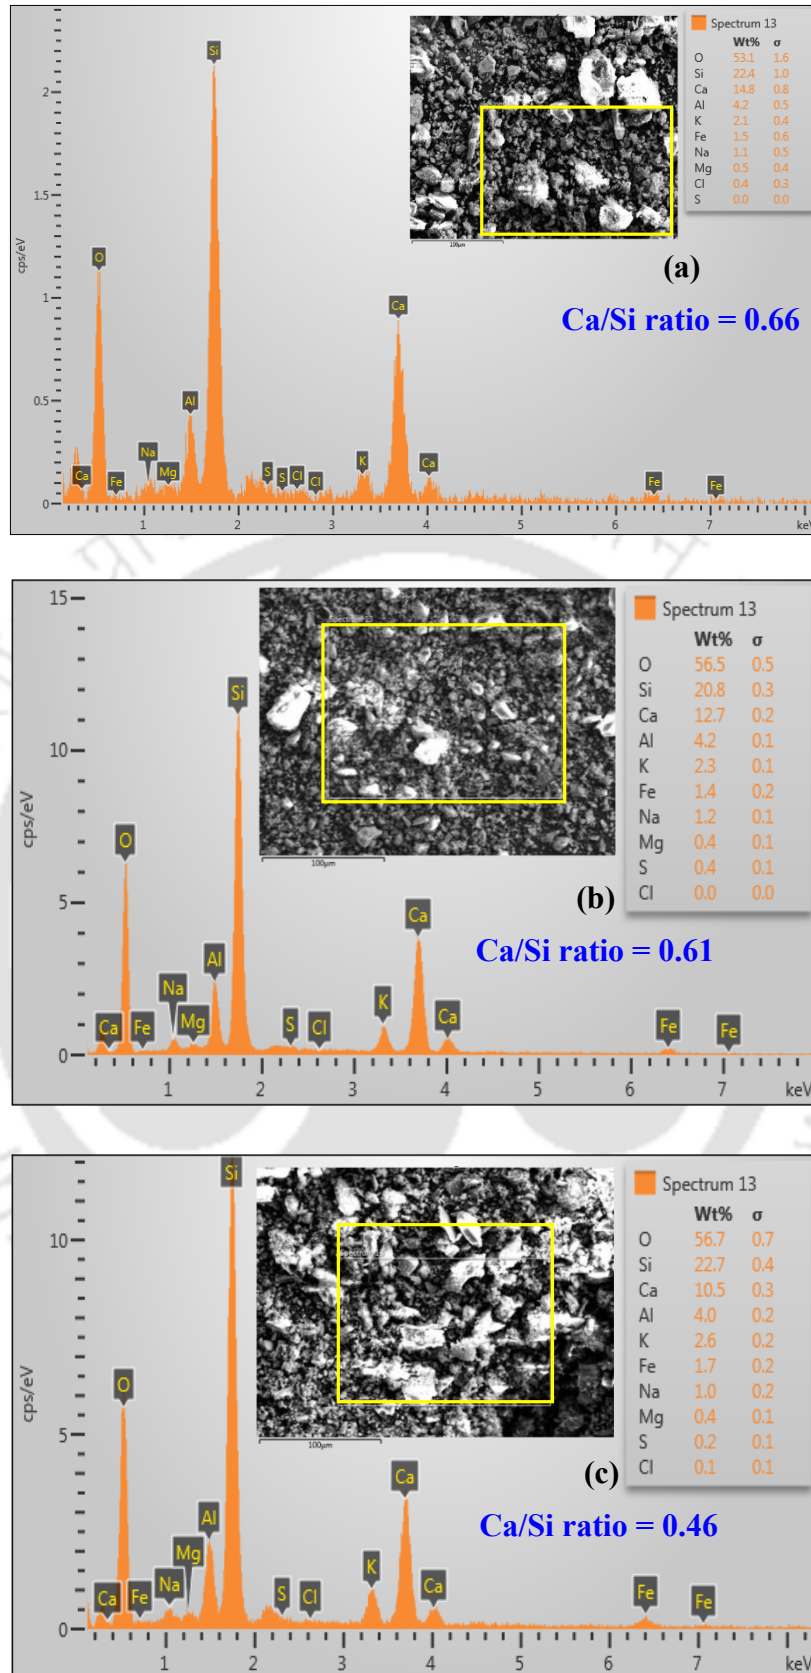 Spectrum 13
Wt% σ
O 53.1 1.6
Si 22.4 1.0
Ca 14.8 0.8
Al 4.2 0.5
K 2.1 0.4
Fe 1.5 0.6
Na 1.1 0.5
Mg 0.5 0.4
Cl 0.4 0.3
S 0.0 0.0
100µm
(a)
Ca/Si ratio = 0.66
cps/eV
2
1.5
1
0.5
0
Si
O
Ca
Al
Ca Fe Na Mg S S Cl Cl K Ca Fe Fe
1 2 3 4 5 6 7 keV
Spectrum 13
Wt% σ
O 56.5 0.5
Si 20.8 0.3
Ca 12.7 0.2
Al 4.2 0.1
K 2.3 0.1
Fe 1.4 0.2
Na 1.2 0.1
Mg 0.4 0.1
S 0.4 0.1
Cl 0.0 0.0
Spectrum 13
100µm
(b)
Ca/Si ratio = 0.61
cps/eV
15
10
5
0
Si
O
Ca
Al
Ca Fe Na Mg S Cl K Ca Fe Fe
1 2 3 4 5 6 7 keV
Spectrum 13
Wt% σ
O 56.7 0.7
Si 22.7 0.4
Ca 10.5 0.3
Al 4.0 0.2
K 2.6 0.2
Fe 1.7 0.2
Na 1.0 0.2
Mg 0.4 0.1
S 0.2 0.1
Cl 0.1 0.1
100µm
(c)
Ca/Si ratio = 0.46
cps/eV
10
5
0
Si
O
Ca
Al
Ca Fe Na Mg S Cl K Ca Fe Fe
1 2 3 4 5 6 7 keV